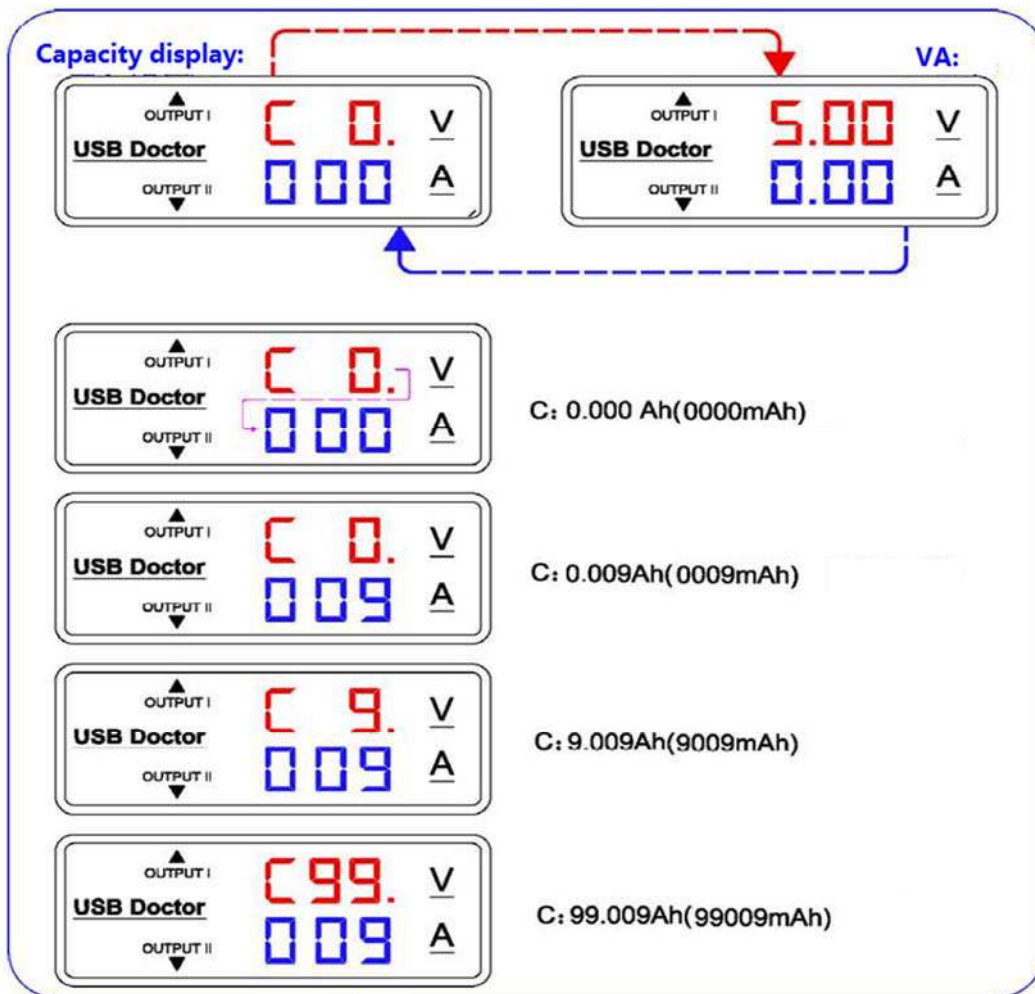 Capacity display:
VA:
OUTPUT I
C 0. V
USB Doctor
000 A
OUTPUT II
OUTPUT I
5.00 V
USB Doctor
0.00 A
OUTPUT II
OUTPUT I
C 0. V
USB Doctor
000 A
OUTPUT II
C: 0.000 Ah(0000mAh)
OUTPUT I
C 0. V
USB Doctor
009 A
OUTPUT II
C: 0.009Ah(0009mAh)
OUTPUT I
C 9. V
USB Doctor
009 A
OUTPUT II
C: 9.009Ah(9009mAh)
OUTPUT I
C99. V
USB Doctor
009 A
OUTPUT II
C: 99.009Ah(99009mAh)